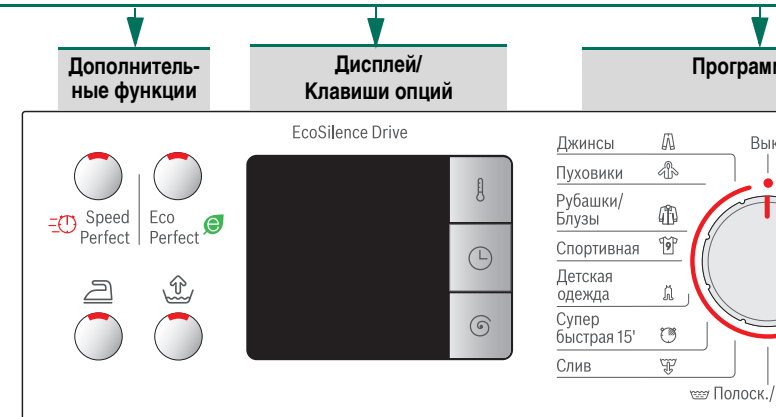 Дополнитель-
ные функции
Дисплей/
Клавиши опций
Програм
EcoSilence Drive
Speed
Perfect
Eco
Perfect
e
Джинсы
Пуховики
Рубашки/
Блузы
Спортивная
9
Детская
одежда
Супер
быстрая 15'
Слив
Вык
Полоск./